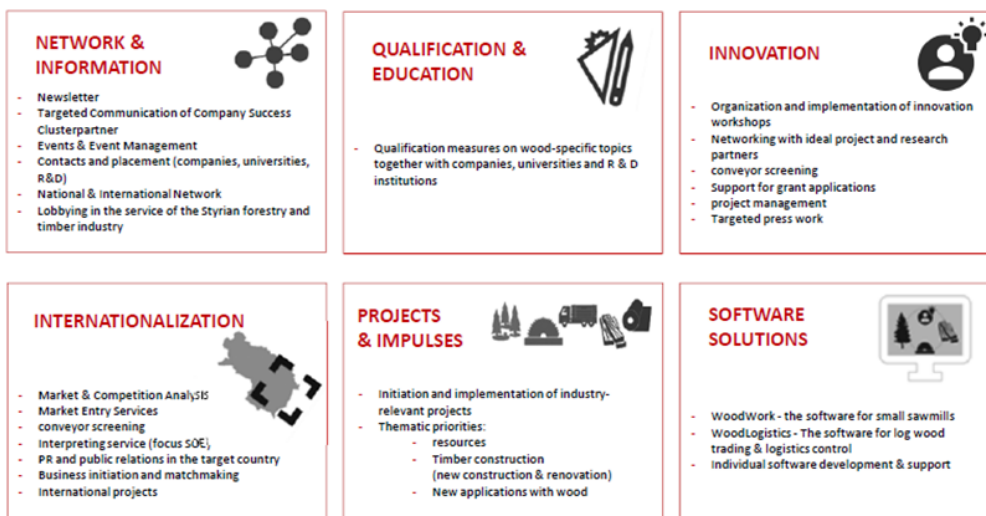 NETWORK &
INFORMATION
- Newsletter
- Targeted Communication of Company Success
Clusterpartner
- Events & Event Management
- Contacts and placement (companies, universities,
R&D)
- National & International Network
- Lobbying in the service of the Styrian forestry and
timber industry
QUALIFICATION &
EDUCATION
- Qualification measures on wood-specific topics
together with companies, universities and R & D
institutions
INNOVATION
- Organization and implementation of innovation
workshops
- Networking with ideal project and research
partners
- conveyor screening
- Support for grant applications
- project management
- Targeted press work
INTERNATIONALIZATION
- Market & Competition Analysis
- Market Entry Services
- conveyor screening
- Interpreting service (focus SOE)
- PR and public relations in the target country
- Business initiation and matchmaking
- International projects
PROJECTS
& IMPULSES
- Initiation and implementation of industry-
relevant projects
- Thematic priorities:
- resources
- Timber construction
(new construction & renovation)
- New applications with wood
SOFTWARE
SOLUTIONS
- WoodWork - the software for small sawmills
- WoodLogistics - The software for log wood
trading & logistics control
- Individual software development & support